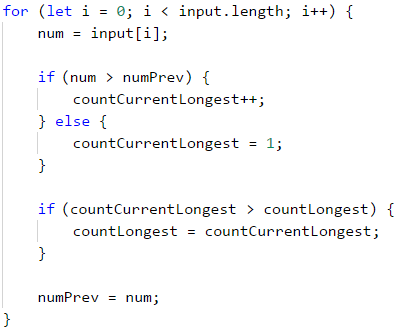 for (let i = 0; i < input.length; i++) {
    num = input[i];

    if (num > numPrev) {
        countCurrentLongest++;
    } else {
        countCurrentLongest = 1;
    }

    if (countCurrentLongest > countLongest) {
        countLongest = countCurrentLongest;
    }

    numPrev = num;
}